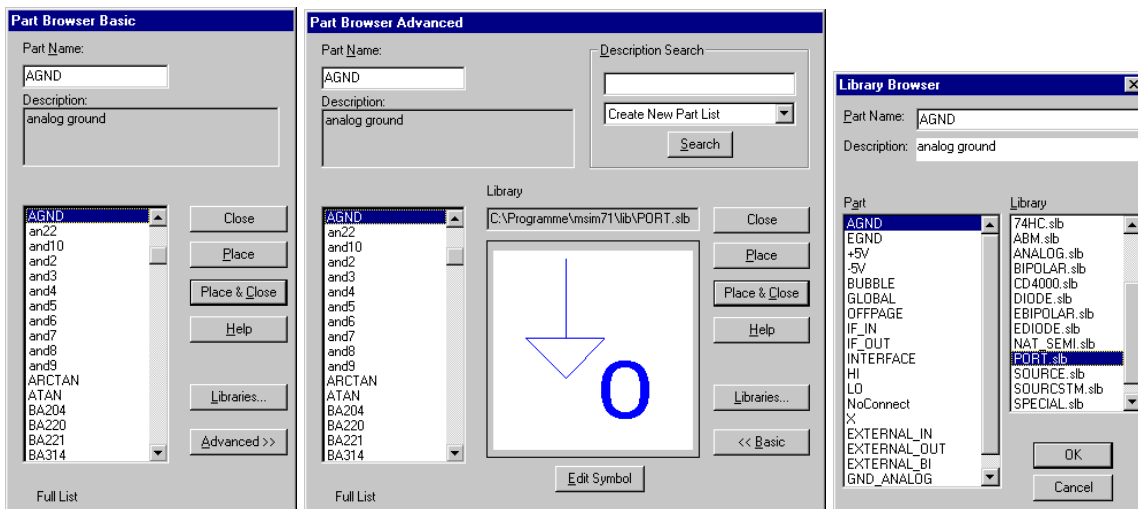 Part Browser Basic
Part Name:
AGND
Description:
analog ground
AGND
an22
and10
and2
and3
and4
and5
and6
and7
and8
and9
ARCTAN
ATAN
BA204
BA220
BA221
BA314
Close
Place
Place & Close
Help
Libraries...
Advanced >>
Full List
Part Browser Advanced
Part Name:
AGND
Description:
analog ground
Description Search
Create New Part List
Search
AGND
an22
and10
and2
and3
and4
and5
and6
and7
and8
and9
ARCTAN
ATAN
BA204
BA220
BA221
BA314
Library
C:\Programme\msim71\lib\PORT.slb
0
Close
Place
Place & Close
Help
Libraries...
<< Basic
Edit Symbol
Full List
Library Browser
Part Name: AGND
Description: analog ground
Part
AGND
EGND
+5V
-5V
BUBBLE
GLOBAL
OFFPAGE
IF_IN
IF_OUT
INTERFACE
HI
LO
NoConnect
X
EXTERNAL_IN
EXTERNAL_OUT
EXTERNAL_BI
GND_ANALOG
Library
74HC.slb
ABM.slb
ANALOG.slb
BIPOLAR.slb
CD4000.slb
DIODE.slb
EBIPOLAR.slb
EDIODE.slb
NAT_SEMI.slb
PORT.slb
SOURCE.slb
SOURCSTM.slb
SPECIAL.slb
OK
Cancel